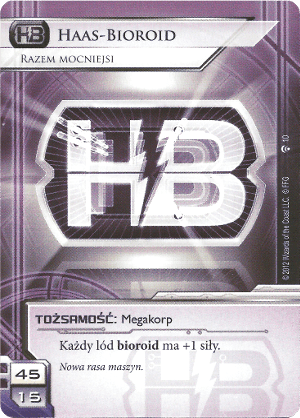 HB HAAS-BIOROID
RAZEM MOCNIEJSI
HB
10
© 2012 Wizards of the Coast LLC. © FFG
TOŻSAMOŚĆ: Megakorp
Każdy lód bioroid ma +1 siły.
Nowa rasa maszyn.
45
15